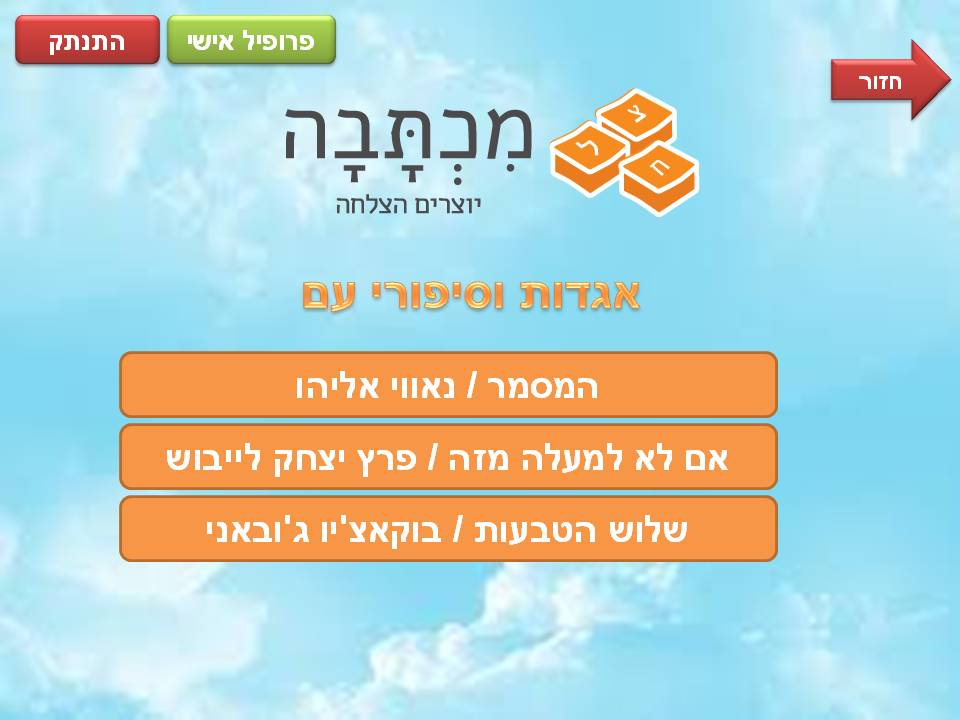 התנתק
פרופיל אישי
חזור
מִכְתָּבָה
צ
ל
ח
יוצרים הצלחה
אגדות וסיפורי עם
המסמר / נאווי אליהו
אם לא למעלה מזה / פרץ יצחק לייבוש
שלוש הטבעות / בוקאצ'יו ג'ובאני